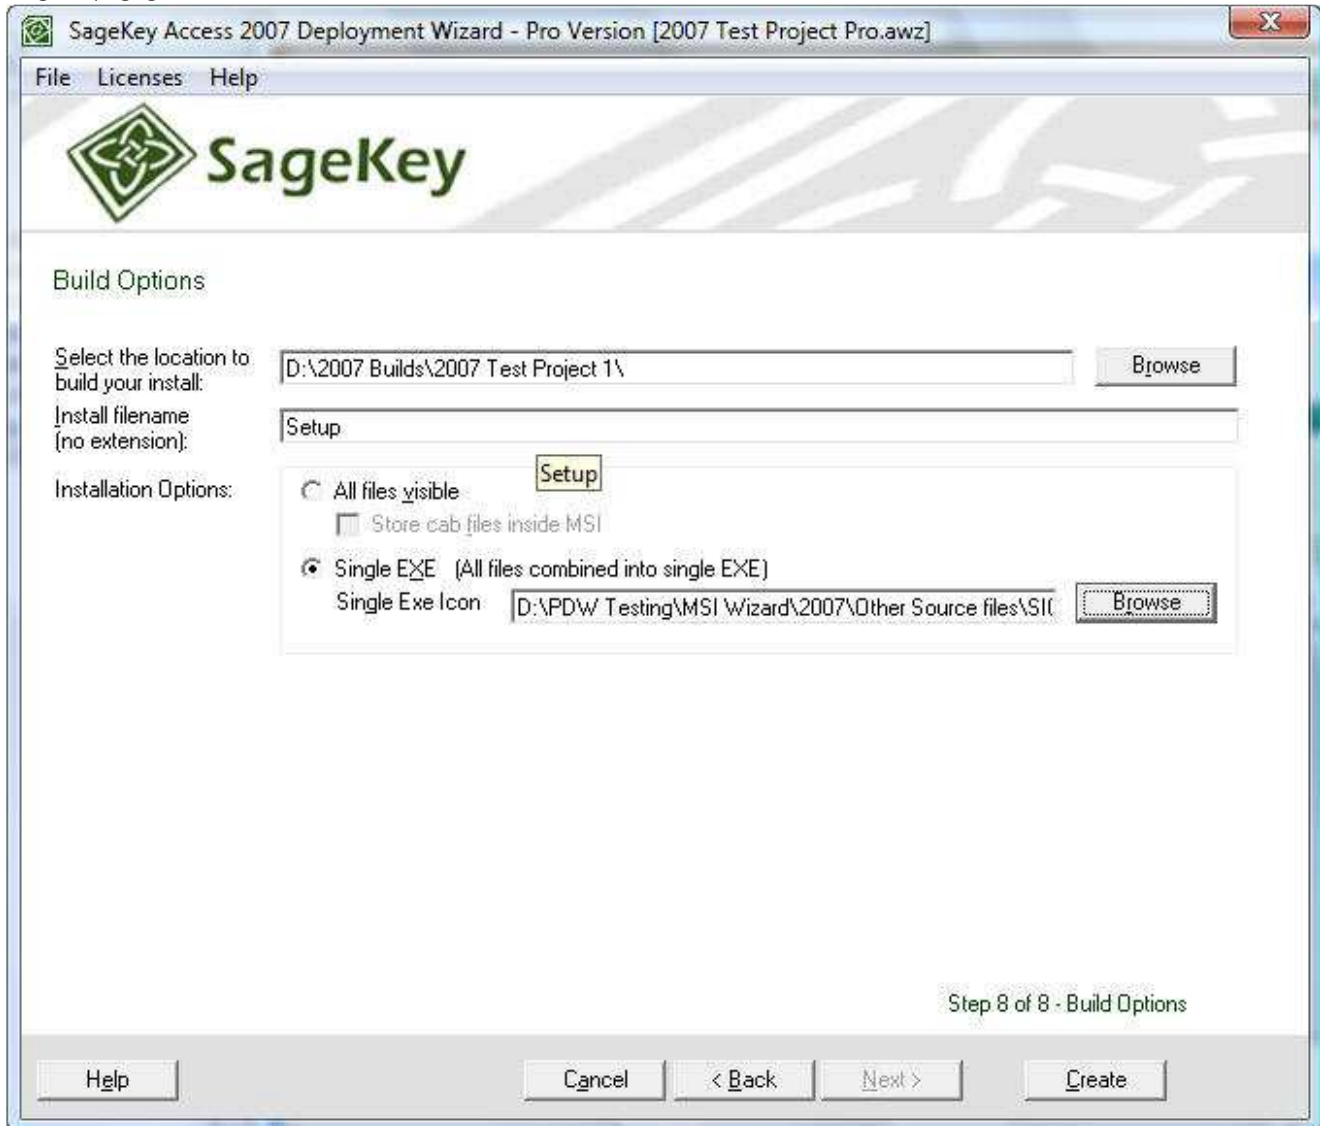 SageKey Access 2007 Deployment Wizard - Pro Version [2007 Test Project Pro.awz]
File Licenses Help
SageKey
Build Options
Select the location to
build your install:
D:\2007 Builds\2007 Test Project 1\
Browse
Install filename
(no extension):
Setup
Setup
Installation Options:
All files visible
Store cab files inside MSI
Single EXE (All files combined into single EXE)
Single Exe Icon
D:\PDW Testing\MSI Wizard\2007\Other Source files\
Browse
Step 8 of 8 - Build Options
Help
Cancel
< Back
Next >
Create